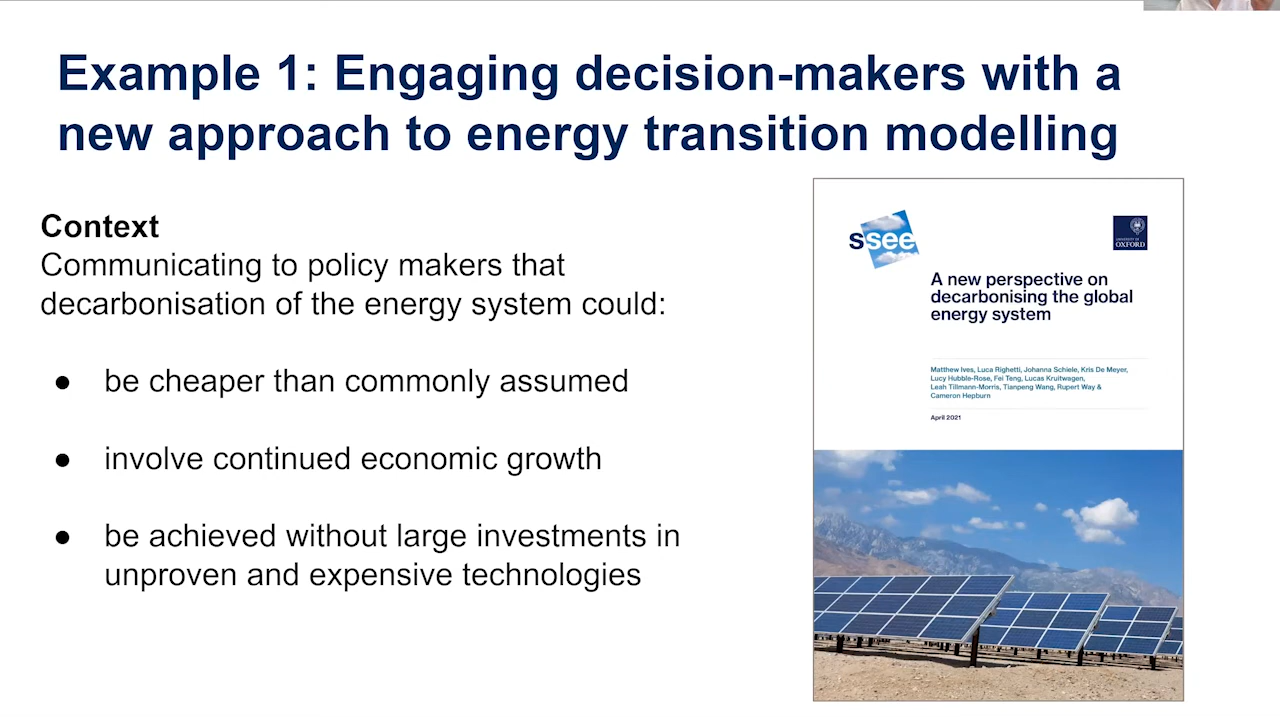 Example 1: Engaging decision-makers with a
new approach to energy transition modelling
Context
Communicating to policy makers that
decarbonisation of the energy system could:
● be cheaper than commonly assumed
● involve continued economic growth
● be achieved without large investments in
unproven and expensive technologies
ssee
UNIVERSITY OF
OXFORD
A new perspective on
decarbonising the global
energy system
Matthew Ives, Luca Righetti, Johanna Schiele, Kris De Meyer,
Lucy Hubble-Rose, Fei Teng, Lucas Kruitwagen,
Leah Tillmann-Morris, Tianpeng Wang, Rupert Way &
Cameron Hepburn
April 2021